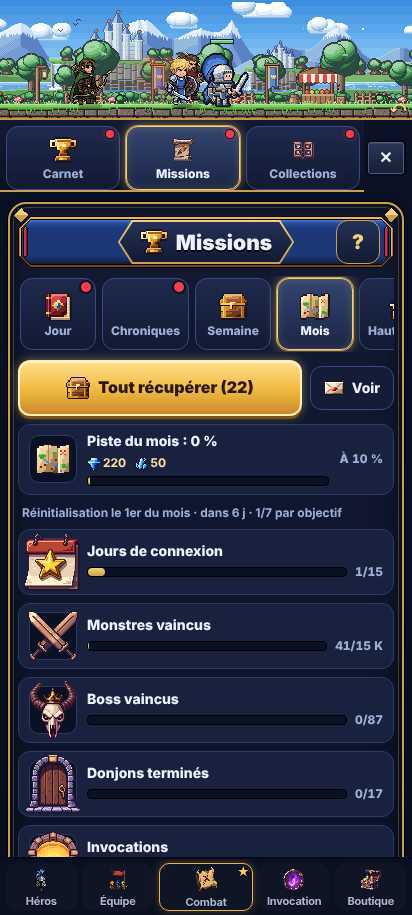 Carnet
Missions
Collections
×
Missions
?
Jour
Chroniques
Semaine
Mois
Haut
Tout récupérer (22)
Voir
Piste du mois : 0 %
220 50
À 10 %
Réinitialisation le 1er du mois · dans 6 j · 1/7 par objectif
Jours de connexion
1/15
Monstres vaincus
41/15 K
Boss vaincus
0/87
Donjons terminés
0/17
Invocations
Héros
Équipe
Combat
Invocation
Boutique